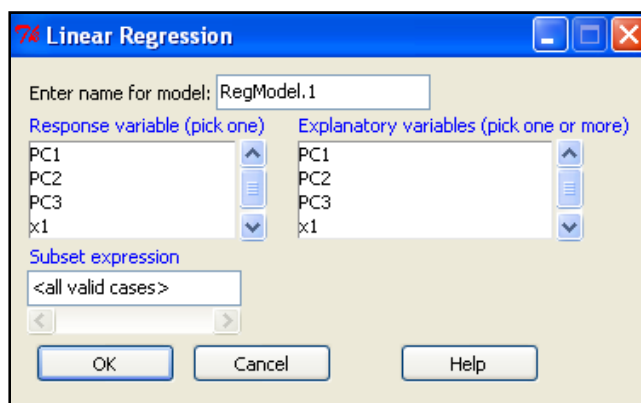 Linear Regression
Enter name for model: RegModel.1
Response variable (pick one)
PC1
PC2
PC3
x1
Explanatory variables (pick one or more)
PC1
PC2
PC3
x1
Subset expression
<all valid cases>
OK
Cancel
Help